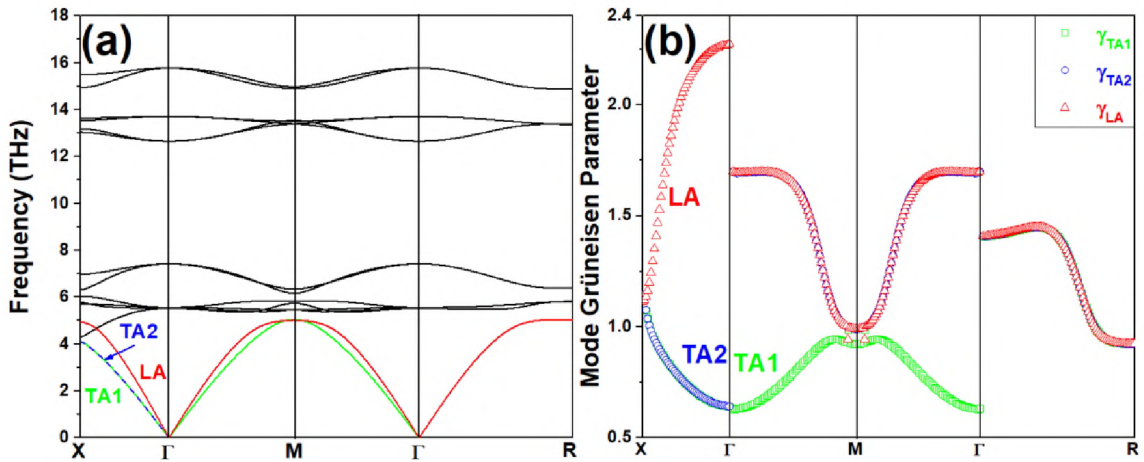 (a)
Frequency (THz)
18
16
14
12
10
8
6
4
2
0
TA2
LA
TA1
X Γ M Γ R
(b)
Mode Grüneisen Parameter
2.4
2.0
1.5
1.0
0.5
γTA1
γTA2
γLA
LA
TA2
TA1
X Γ M Γ R